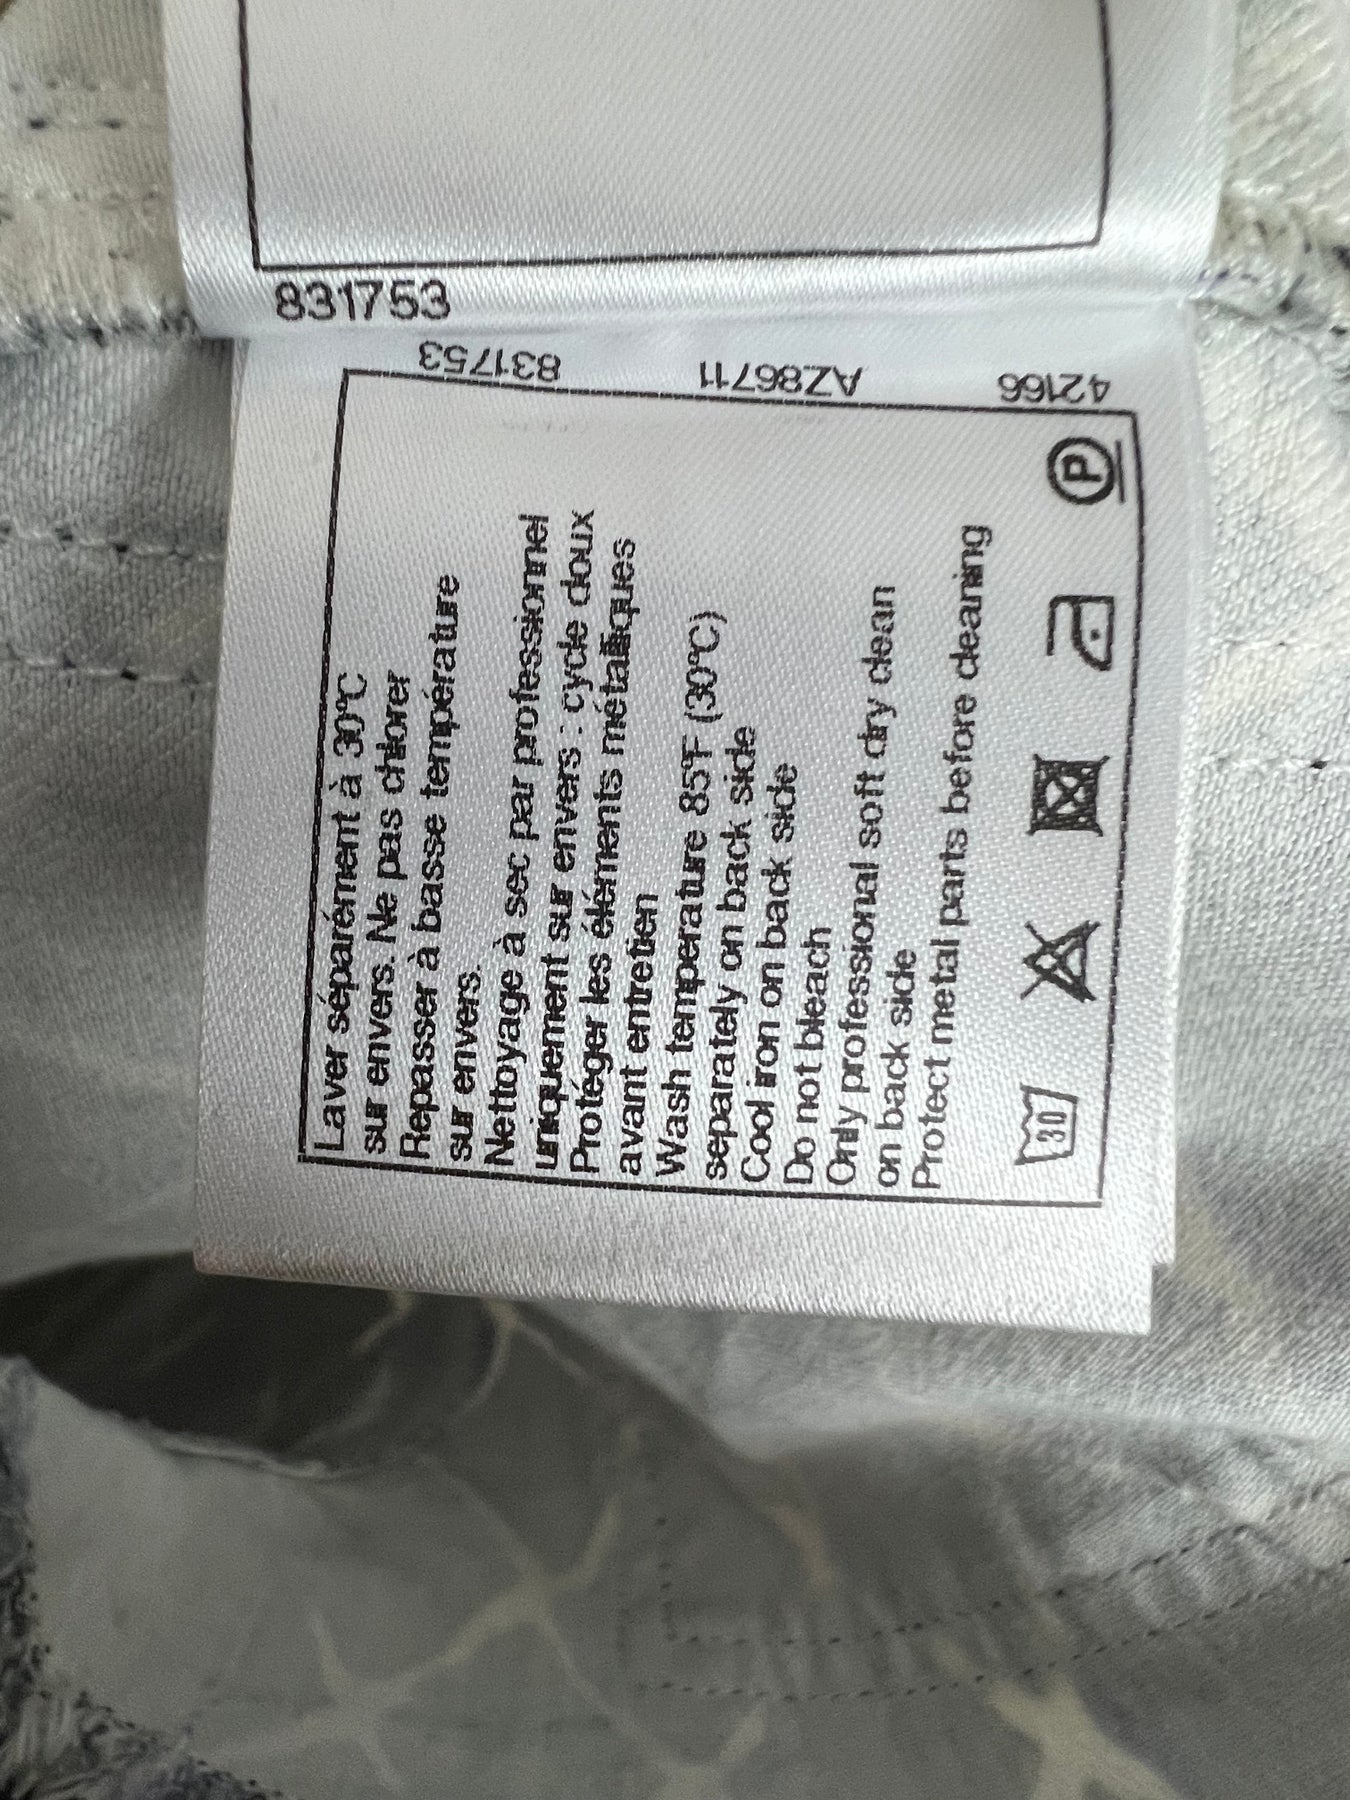 831753
831753
AZ86711
42166
Laver séparément à 30°C
sur envers. Ne pas chlorer
Repasser à basse température
sur envers.
Nettoyage à sec par professionnel
uniquement sur envers : cycle doux
Protéger les éléments métalliques
avant entretien
Wash temperature 85°F (30°C)
separately on back side
Cool iron on back side
Do not bleach
Only professional soft dry clean
on back side
Protect metal parts before cleaning
30 P